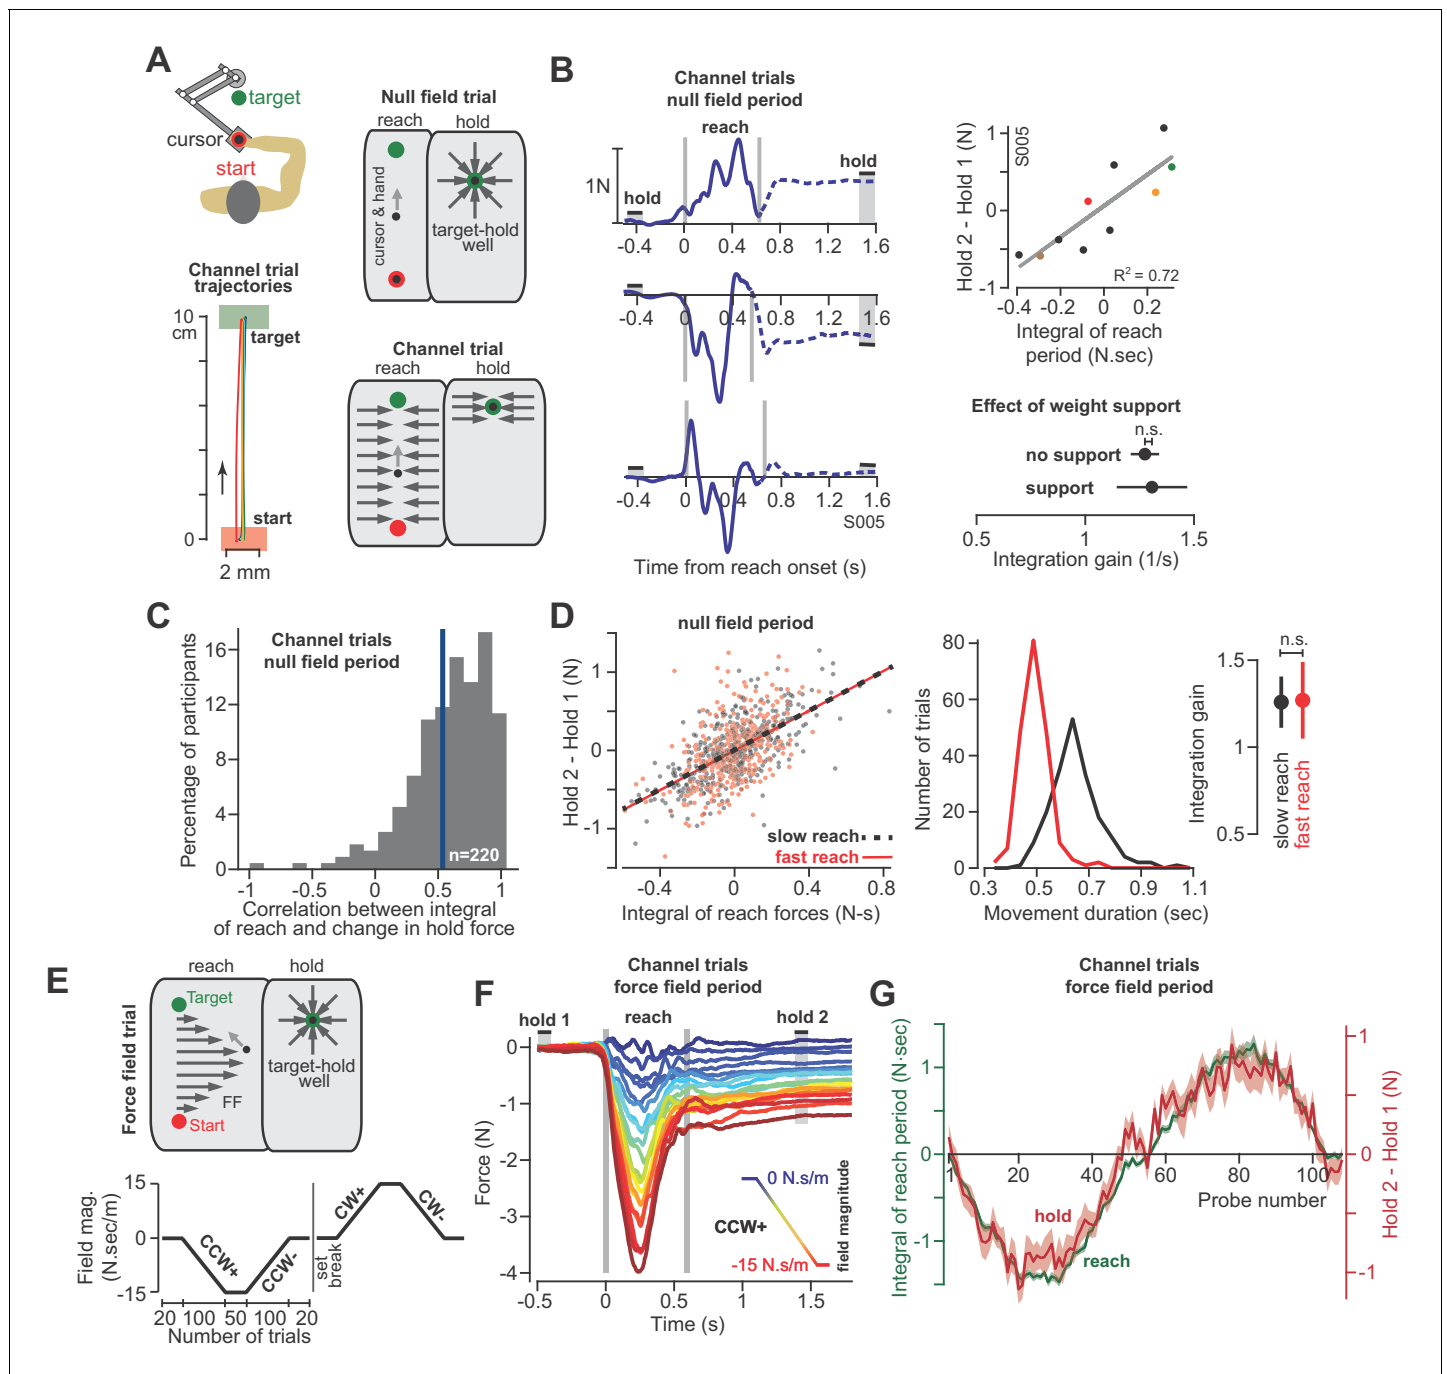 A
target
cursor
start
Null field trial
reach
hold
cursor & hand
target-hold
well
Channel trial
trajectories
10
cm
target
start
0
2 mm
Channel trial
reach
hold
B
Channel trials
null field period
reach
hold
hold
1N
-0.4
0
0.4
0.8
1.2
1.6
-0.4
0
0.4
0.8
1.2
1.6
-0.4
0
0.4
0.8
1.2
1.6
S005
Time from reach onset (s)
Hold 2 - Hold 1 (N)
S005
1
0
-1
R² = 0.72
-0.4
-0.2
0
0.2
Integral of reach
period (N.sec)
Effect of weight support
n.s.
no support
support
0.5
1
1.5
Integration gain (1/s)
C
Channel trials
null field period
Percentage of participants
16
12
8
4
0
n=220
-1
-0.5
0
0.5
1
Correlation between integral
of reach and change in hold force
D
null field period
Hold 2 - Hold 1 (N)
1
0
-1
slow reach
fast reach
-0.4
0
0.4
0.8
Integral of reach forces (N-s)
Number of trials
80
60
40
20
0
0.3
0.5
0.7
0.9
1.1
Movement duration (sec)
Integration gain
1.5
1
0.5
n.s.
slow reach
fast reach
E
reach
hold
Force field trial
Target
target-hold
well
FF
Start
Field mag.
(N.sec/m)
15
0
-15
CCW+
CCW-
set
break
CW+
CW-
20
100
50
100
20
Number of trials
F
Channel trials
force field period
hold 1
reach
hold 2
Force (N)
0
-1
-2
-3
-4
0 N.s/m
CCW+
-15 N.s/m
field magnitude
-0.5
0
0.5
1
1.5
Time (s)
G
Channel trials
force field period
Integral of reach period (N·sec)
1
0
-1
1
20
40
60
80
100
Probe number
hold
reach
1
0
-1
Hold 2 - Hold 1 (N)